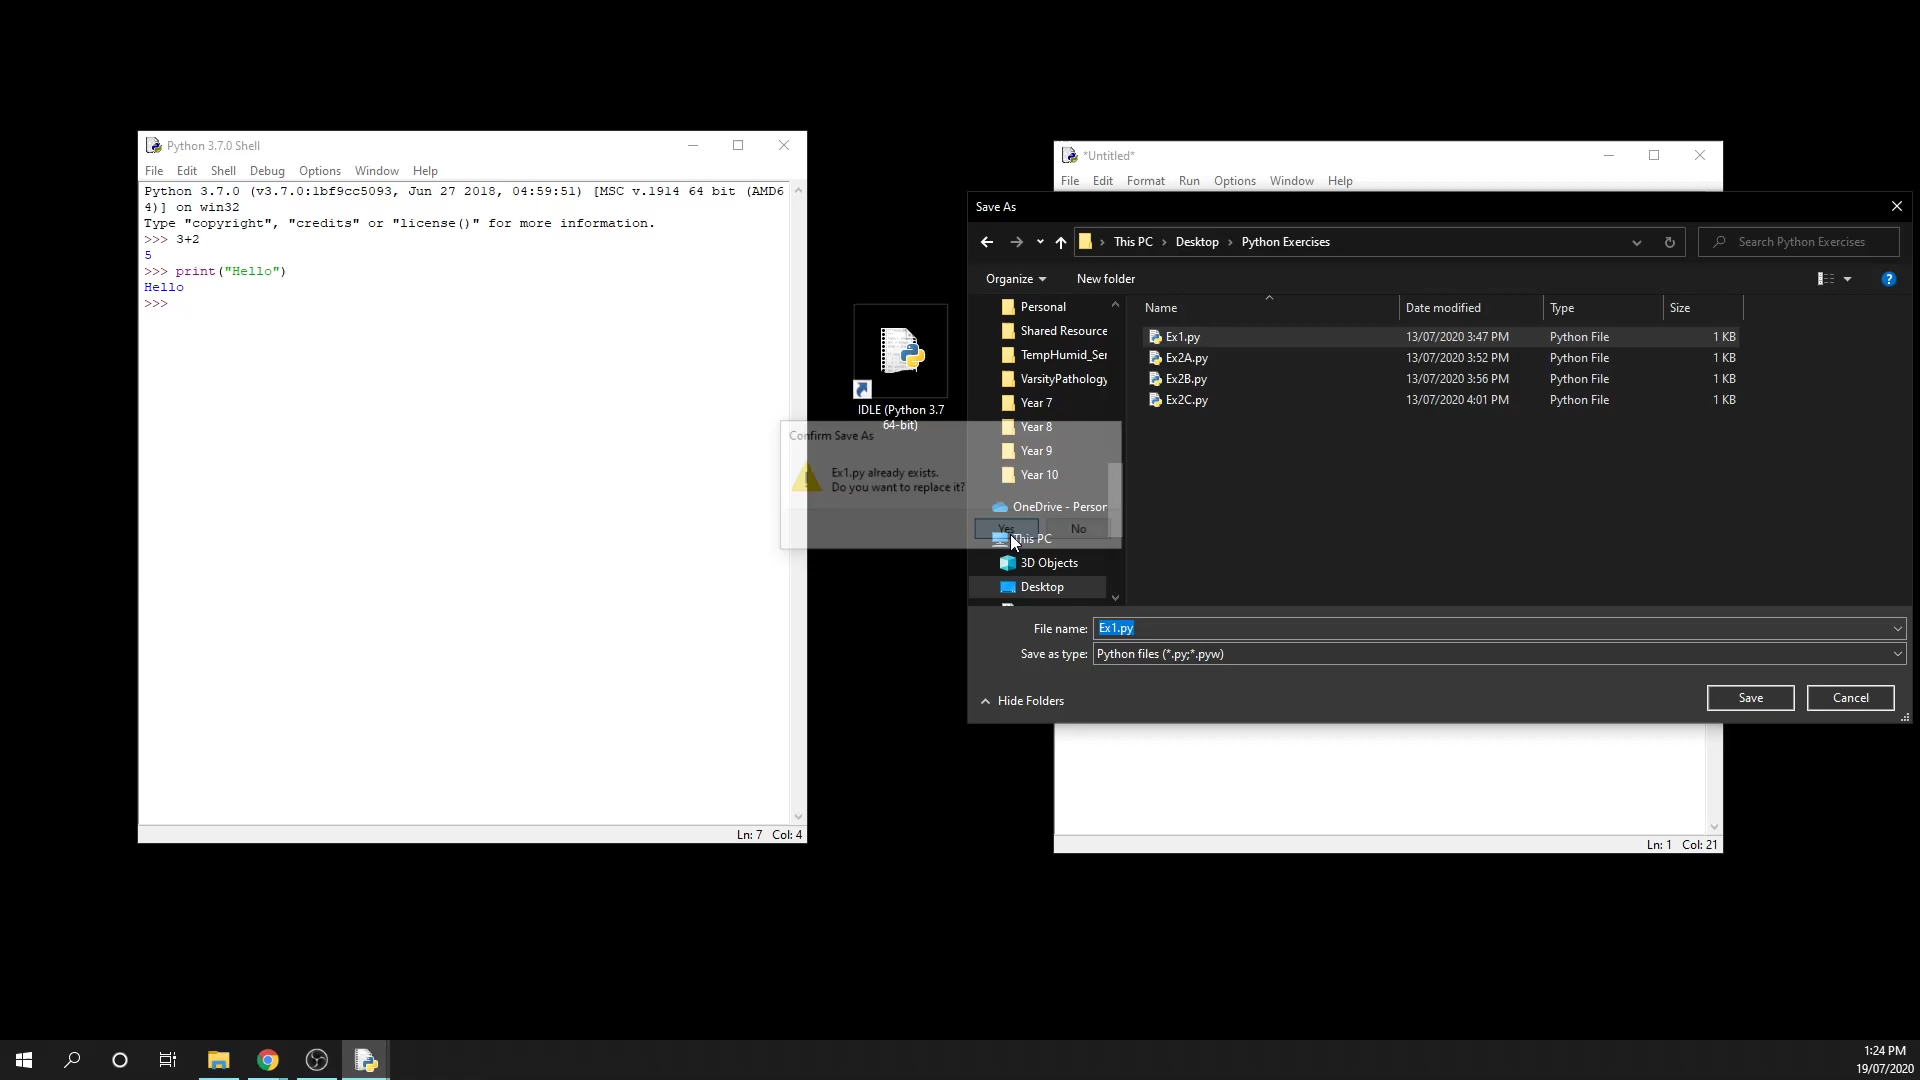 Python 3.7.0 Shell
File Edit Shell Debug Options Window Help
Python 3.7.0 (v3.7.0:1bf9cc5093, Jun 27 2018, 04:59:51) [MSC v.1914 64 bit (AMD6
4)] on win32
Type "copyright", "credits" or "license()" for more information.
>>> 3+2
5
>>> print("Hello")
Hello
>>>
Ln: 7 Col: 4
IDLE (Python 3.7
64-bit)
Confirm Save As
Ex1.py already exists.
Do you want to replace it?
Yes No
*Untitled*
File Edit Format Run Options Window Help
Save As
This PC Desktop Python Exercises
Search Python Exercises
Organize New folder
Personal
Shared Resource
TempHumid_Ser
VarsityPathology
Year 7
Year 8
Year 9
Year 10
OneDrive - Person
This PC
3D Objects
Desktop
Name Date modified Type Size
Ex1.py 13/07/2020 3:47 PM Python File 1 KB
Ex2A.py 13/07/2020 3:52 PM Python File 1 KB
Ex2B.py 13/07/2020 3:56 PM Python File 1 KB
Ex2C.py 13/07/2020 4:01 PM Python File 1 KB
File name: Ex1.py
Save as type: Python files (*.py;*.pyw)
Hide Folders
Save Cancel
Ln: 1 Col: 21
1:24 PM
19/07/2020